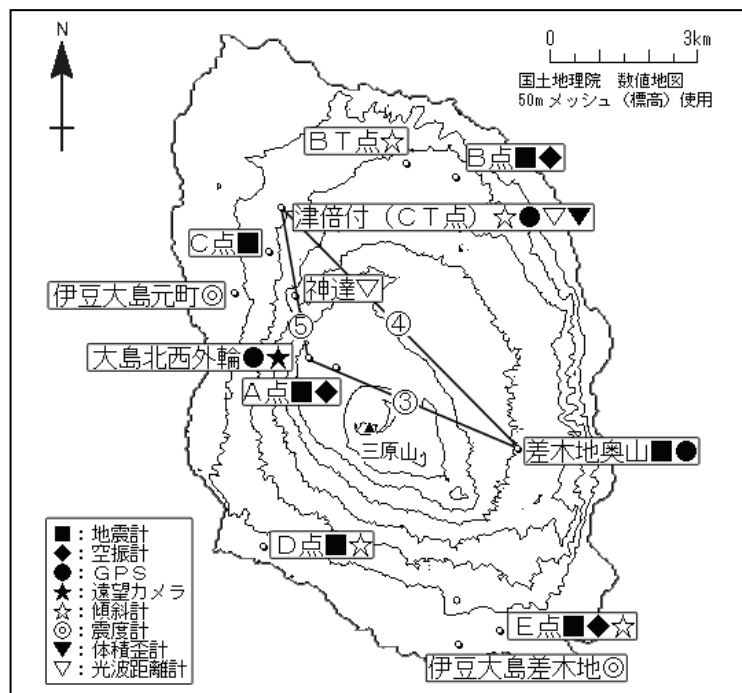 N
0 3km
国土地理院 数値地図
50mメッシュ（標高）使用
ＢＴ点☆
Ｂ点■◆
津倍付（ＣＴ点）☆●▽▼
Ｃ点■
神達▽
伊豆大島元町◎
⑤
④
大島北西外輪●★
Ａ点■◆
③
三原山
差木地奥山■●
Ｄ点■☆
Ｅ点■◆☆
伊豆大島差木地◎
■：地震計
◆：空振計
●：ＧＰＳ
★：遠望カメラ
☆：傾斜計
◎：震度計
▼：体積歪計
▽：光波距離計